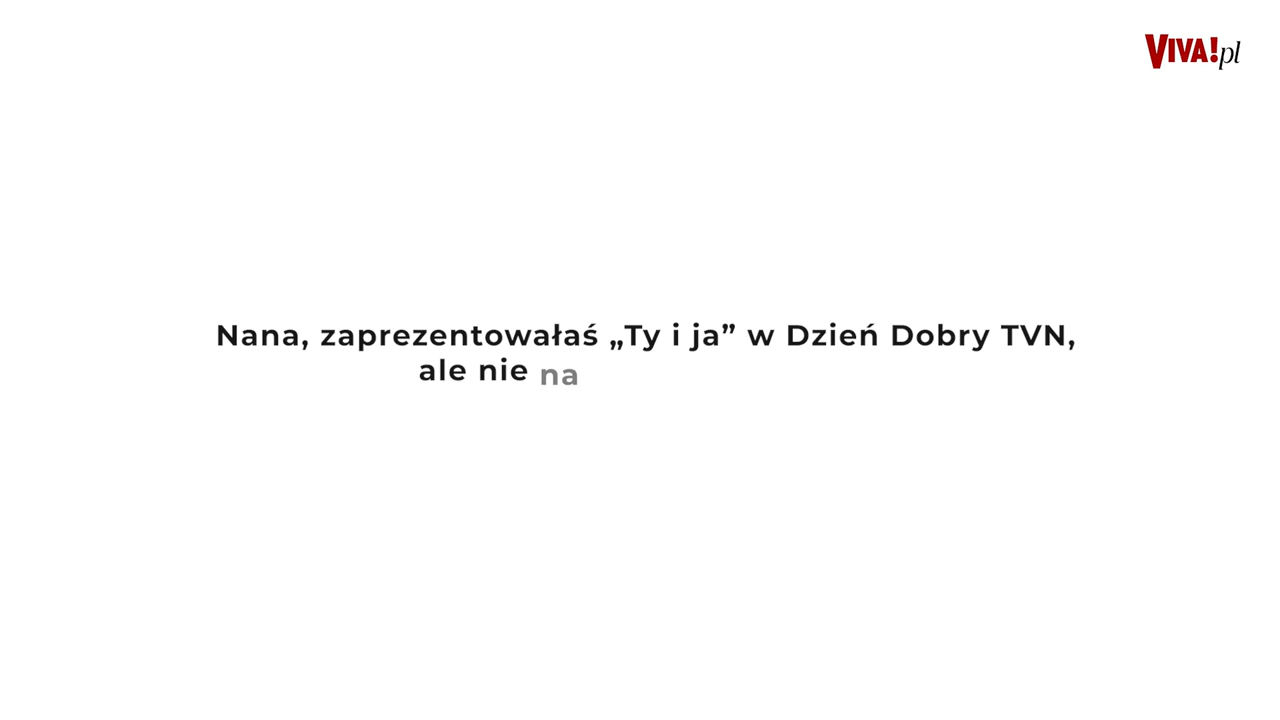 VIVA!pl
Nana, zaprezentowałaś „Ty i ja” w Dzień Dobry TVN,
ale nie na